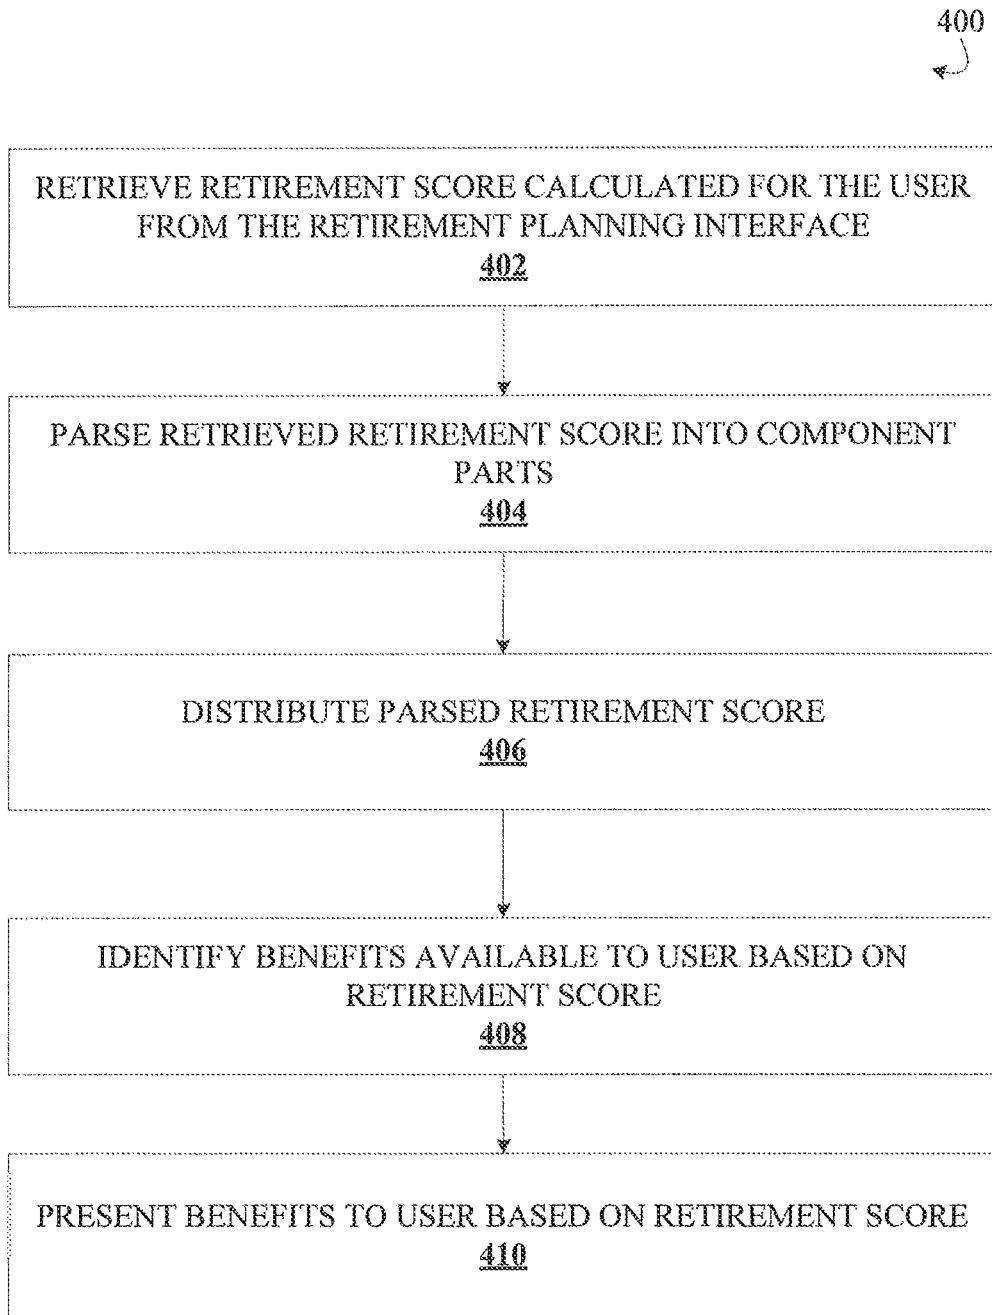 400
RETRIEVE RETIREMENT SCORE CALCULATED FOR THE USER
FROM THE RETIREMENT PLANNING INTERFACE
402
PARSE RETRIEVED RETIREMENT SCORE INTO COMPONENT
PARTS
404
DISTRIBUTE PARSED RETIREMENT SCORE
406
IDENTIFY BENEFITS AVAILABLE TO USER BASED ON
RETIREMENT SCORE
408
PRESENT BENEFITS TO USER BASED ON RETIREMENT SCORE
410